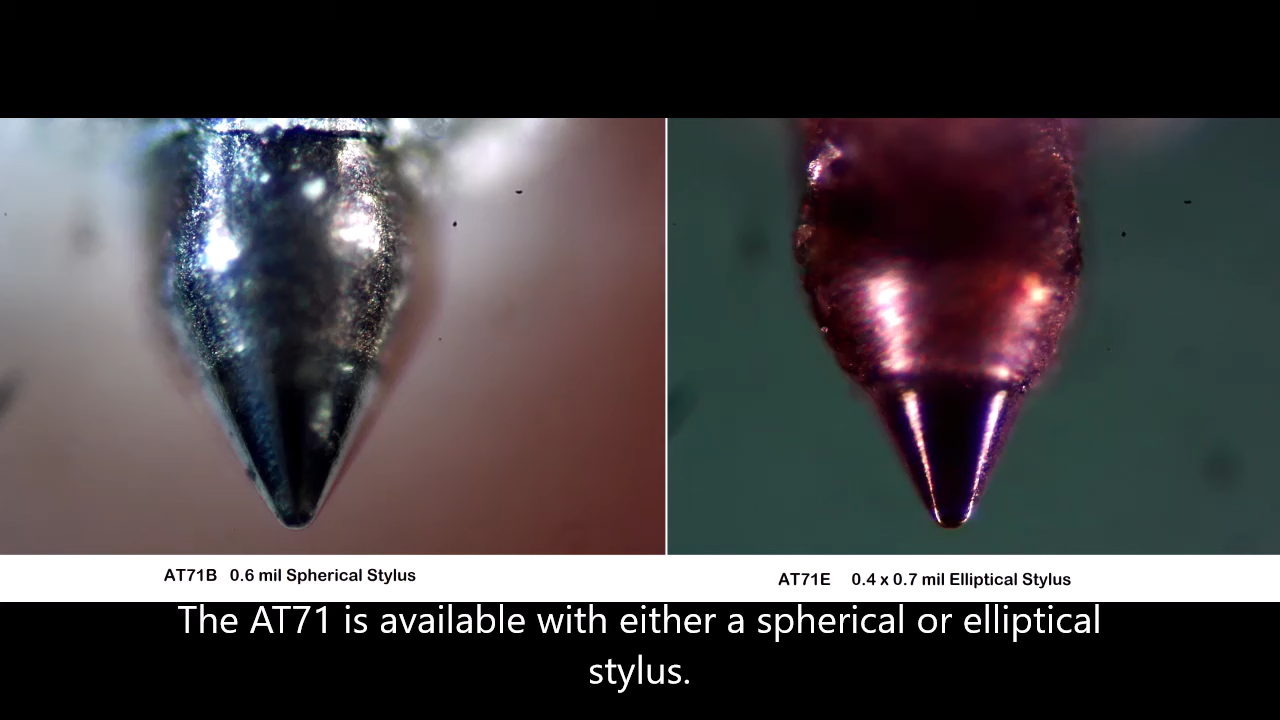 AT71B 0.6 mil Spherical Stylus
AT71E 0.4 x 0.7 mil Elliptical Stylus
The AT71 is available with either a spherical or elliptical
stylus.